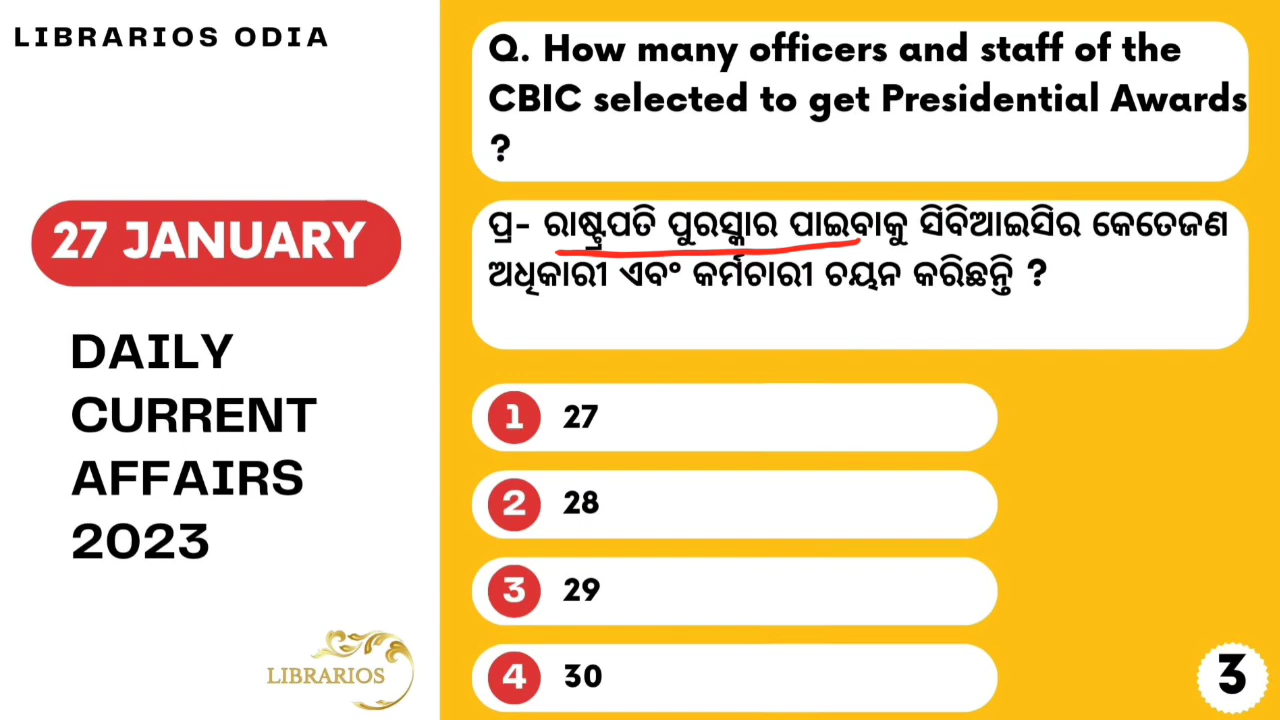 LIBRARIOS ODIA
27 JANUARY
DAILY
CURRENT
AFFAIRS
2023
LIBRARIOS
Q. How many officers and staff of the
CBIC selected to get Presidential Awards
?
ପ୍ର- ରାଷ୍ଟ୍ରପତି ପୁରସ୍କାର ପାଇବାକୁ ସିବିଆଇସିର କେତେଜଣ
ଅଧିକାରୀ ଏବଂ କର୍ମଚାରୀ ଚୟନ କରିଛନ୍ତି ?
1 27
2 28
3 29
4 30
3